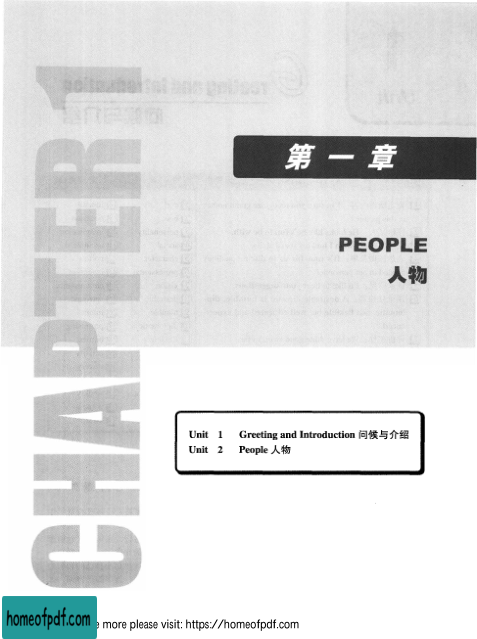 CHAPTER 1
第一章
PEOPLE
人物
Unit 1 Greeting and Introduction 问候与介绍
Unit 2 People 人物
homeofpdf.com
e more please visit: https://homeofpdf.com